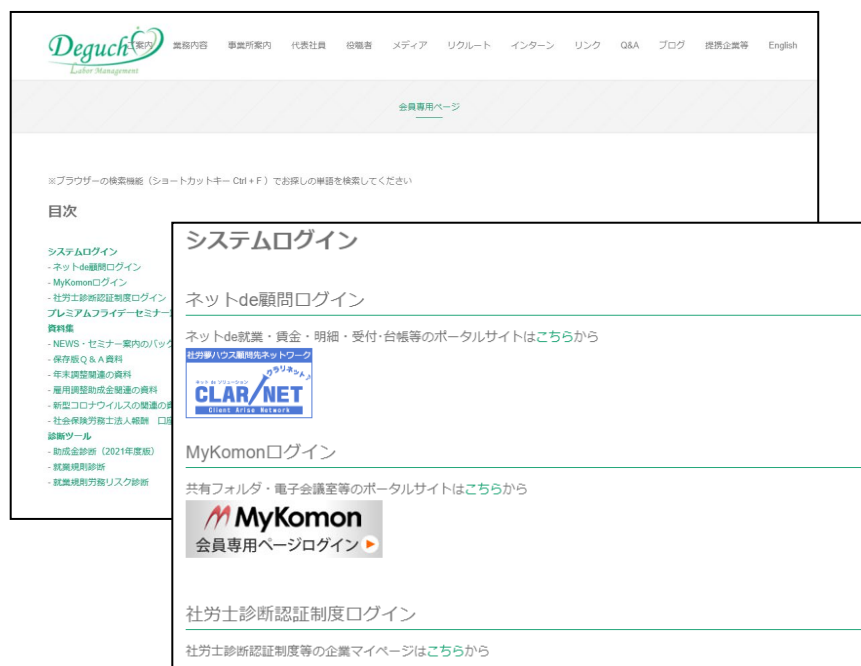 Deguchi
Labor Management
ご案内 業務内容 事業所案内 代表社員 役職者 メディア リクルート インターン リンク Q&A ブログ 提携企業等 English
会員専用ページ
※ブラウザーの検索機能（ショートカットキー Ctrl + F ）でお探しの単語を検索してください
目次
システムログイン
- ネットde顧問ログイン
- MyKomonログイン
- 社労士診断認証制度ログイン
プレミアムフライデーセミナー
資料集
- NEWS・セミナー案内のバック
- 保存版Ｑ＆Ａ資料
- 年末調整関連の資料
- 雇用調整助成金関連の資料
- 新型コロナウイルスの関連の
- 社会保険労務士法人報酬　口座
診断ツール
- 助成金診断（2021年度版）
- 就業規則診断
- 就業規則労務リスク診断
システムログイン
ネットde顧問ログイン
ネットde就業・賃金・明細・受付･台帳等のポータルサイトはこちらから
社労夢ハウス顧問先ネットワーク
クラリネット♪
ネット de ソリューション
CLAR/NET
Client Arise Network
MyKomonログイン
共有フォルダ・電子会議室等のポータルサイトはこちらから
MyKomon
会員専用ページログイン
社労士診断認証制度ログイン
社労士診断認証制度等の企業マイページはこちらから